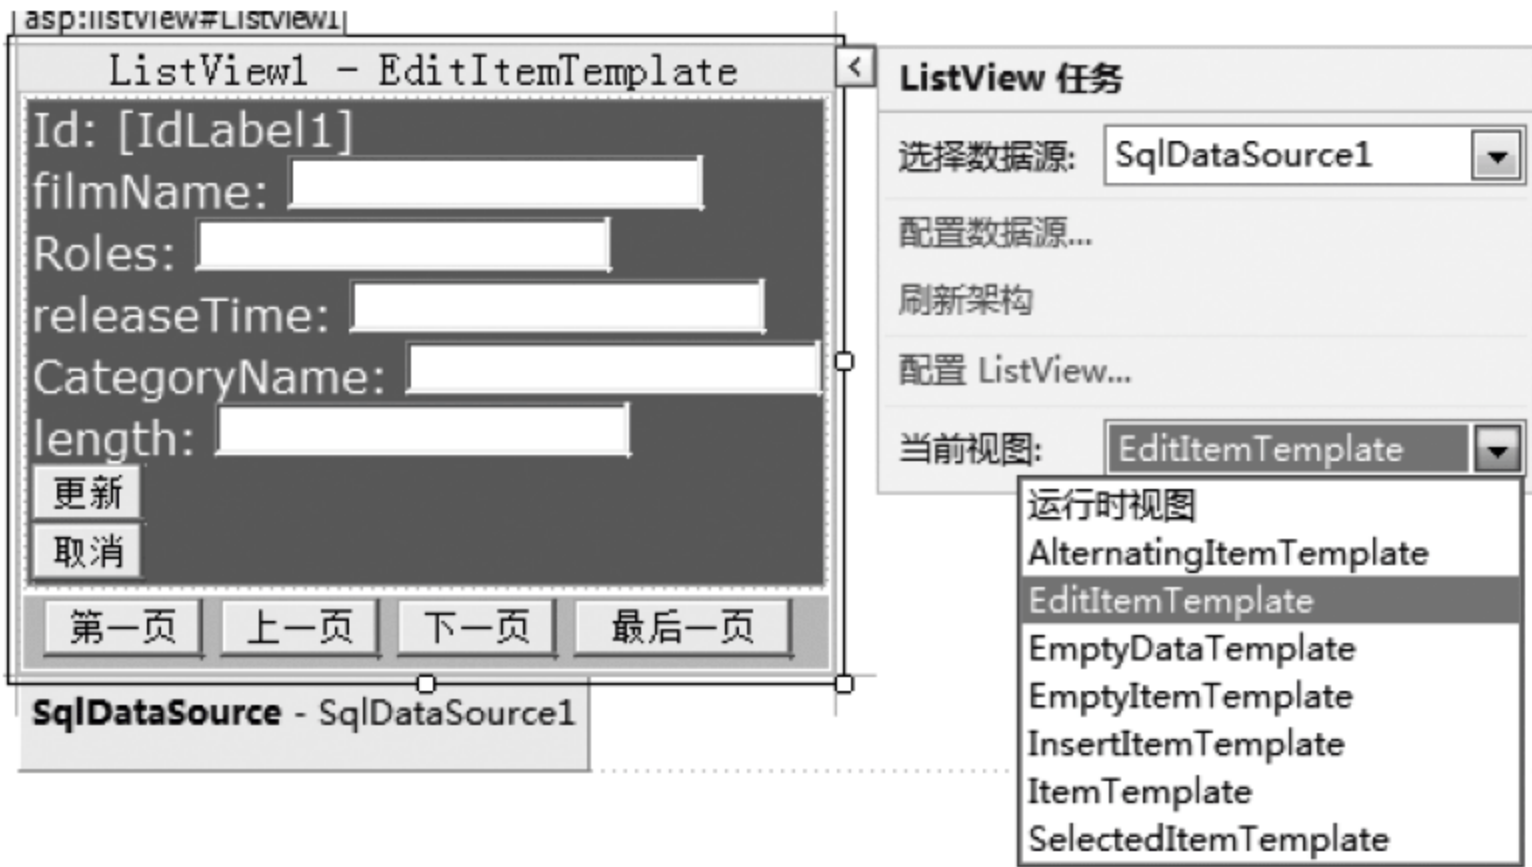 asp:listview#Listview1
ListView1 - EditItemTemplate
Id: [IdLabel1]
filmName:
Roles:
releaseTime:
CategoryName:
length:
更新
取消
第一页 上一页 下一页 最后一页
SqlDataSource - SqlDataSource1
<
ListView 任务
选择数据源: SqlDataSource1
配置数据源...
刷新架构
配置 ListView...
当前视图: EditItemTemplate
运行时视图
AlternatingItemTemplate
EditItemTemplate
EmptyDataTemplate
EmptyItemTemplate
InsertItemTemplate
ItemTemplate
SelectedItemTemplate